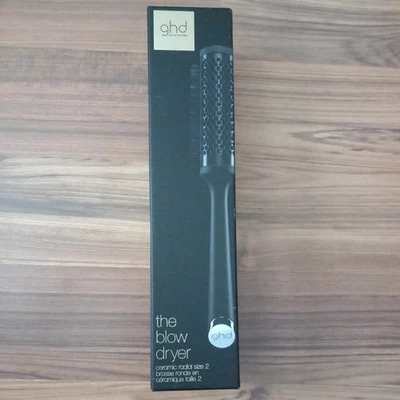 ghd
the
blow
dryer
ceramic radial size 2
brosse ronde en
céramique taille 2
ghd